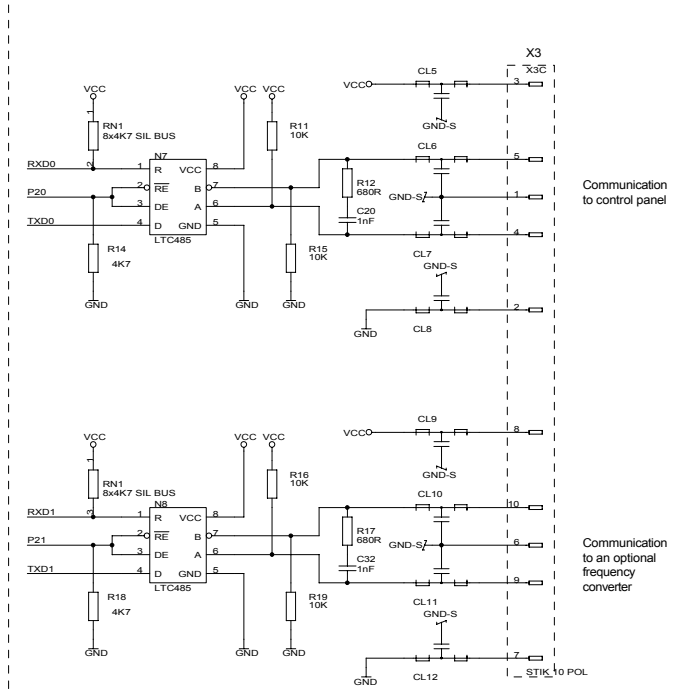 X3
X3C
CL5
VCC
3
VCC
VCC VCC
GND-S
1
RN1
8x4K7 SIL BUS
R11
10K
CL6
2
RXD0
N7
1 R VCC 8
5
P20
2 RE B 7
R12
680R
GND-S
1
Communication
to control panel
3 DE A 6
C20
1nF
TXD0
4 D GND 5
4
LTC485
R14
4K7
R15
10K
CL7
GND-S
GND
GND
GND
2
GND
CL8
CL9
VCC
8
VCC
VCC VCC
GND-S
1
RN1
8x4K7 SIL BUS
R16
10K
CL10
3
RXD1
N8
1 R VCC 8
10
P21
2 RE B 7
R17
680R
GND-S
6
Communication
to an optional
frequency
converter
3 DE A 6
C32
1nF
TXD1
4 D GND 5
9
LTC485
R18
4K7
R19
10K
CL11
GND-S
GND
GND
GND
7
GND
CL12
STIK 10 POL